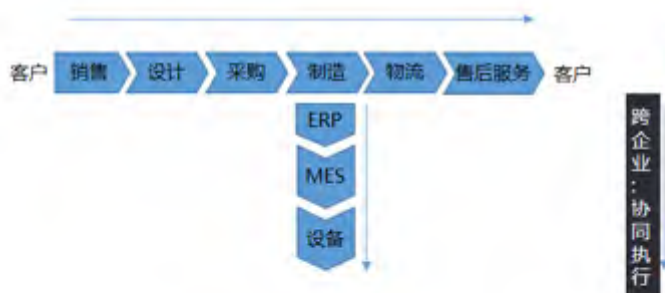 客户 销售 设计 采购 制造 物流 售后服务 客户
ERP
MES
设备
跨企业：协同执行